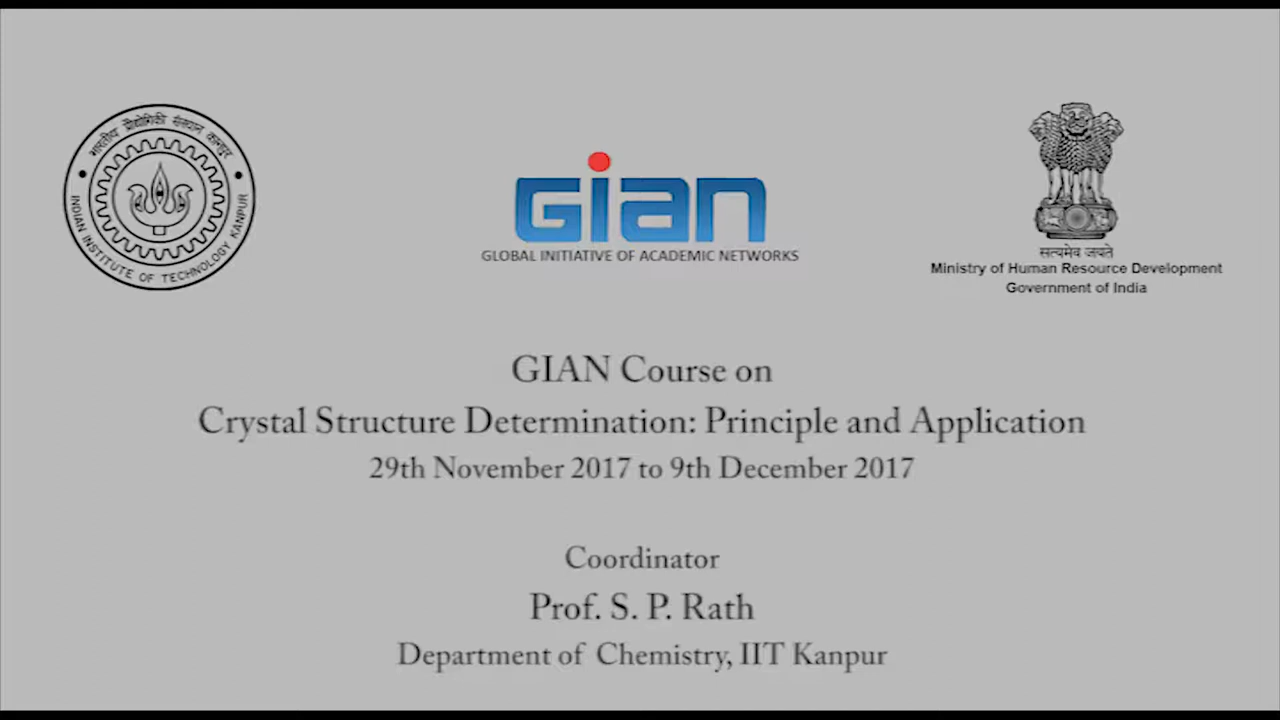 भारतीय प्रौद्योगिकी संस्थान कानपुर
INDIAN INSTITUTE OF TECHNOLOGY KANPUR
GIAN
GLOBAL INITIATIVE OF ACADEMIC NETWORKS
सत्यमेव जयते
Ministry of Human Resource Development
Government of India
GIAN Course on
Crystal Structure Determination: Principle and Application
29th November 2017 to 9th December 2017
Coordinator
Prof. S. P. Rath
Department of Chemistry, IIT Kanpur